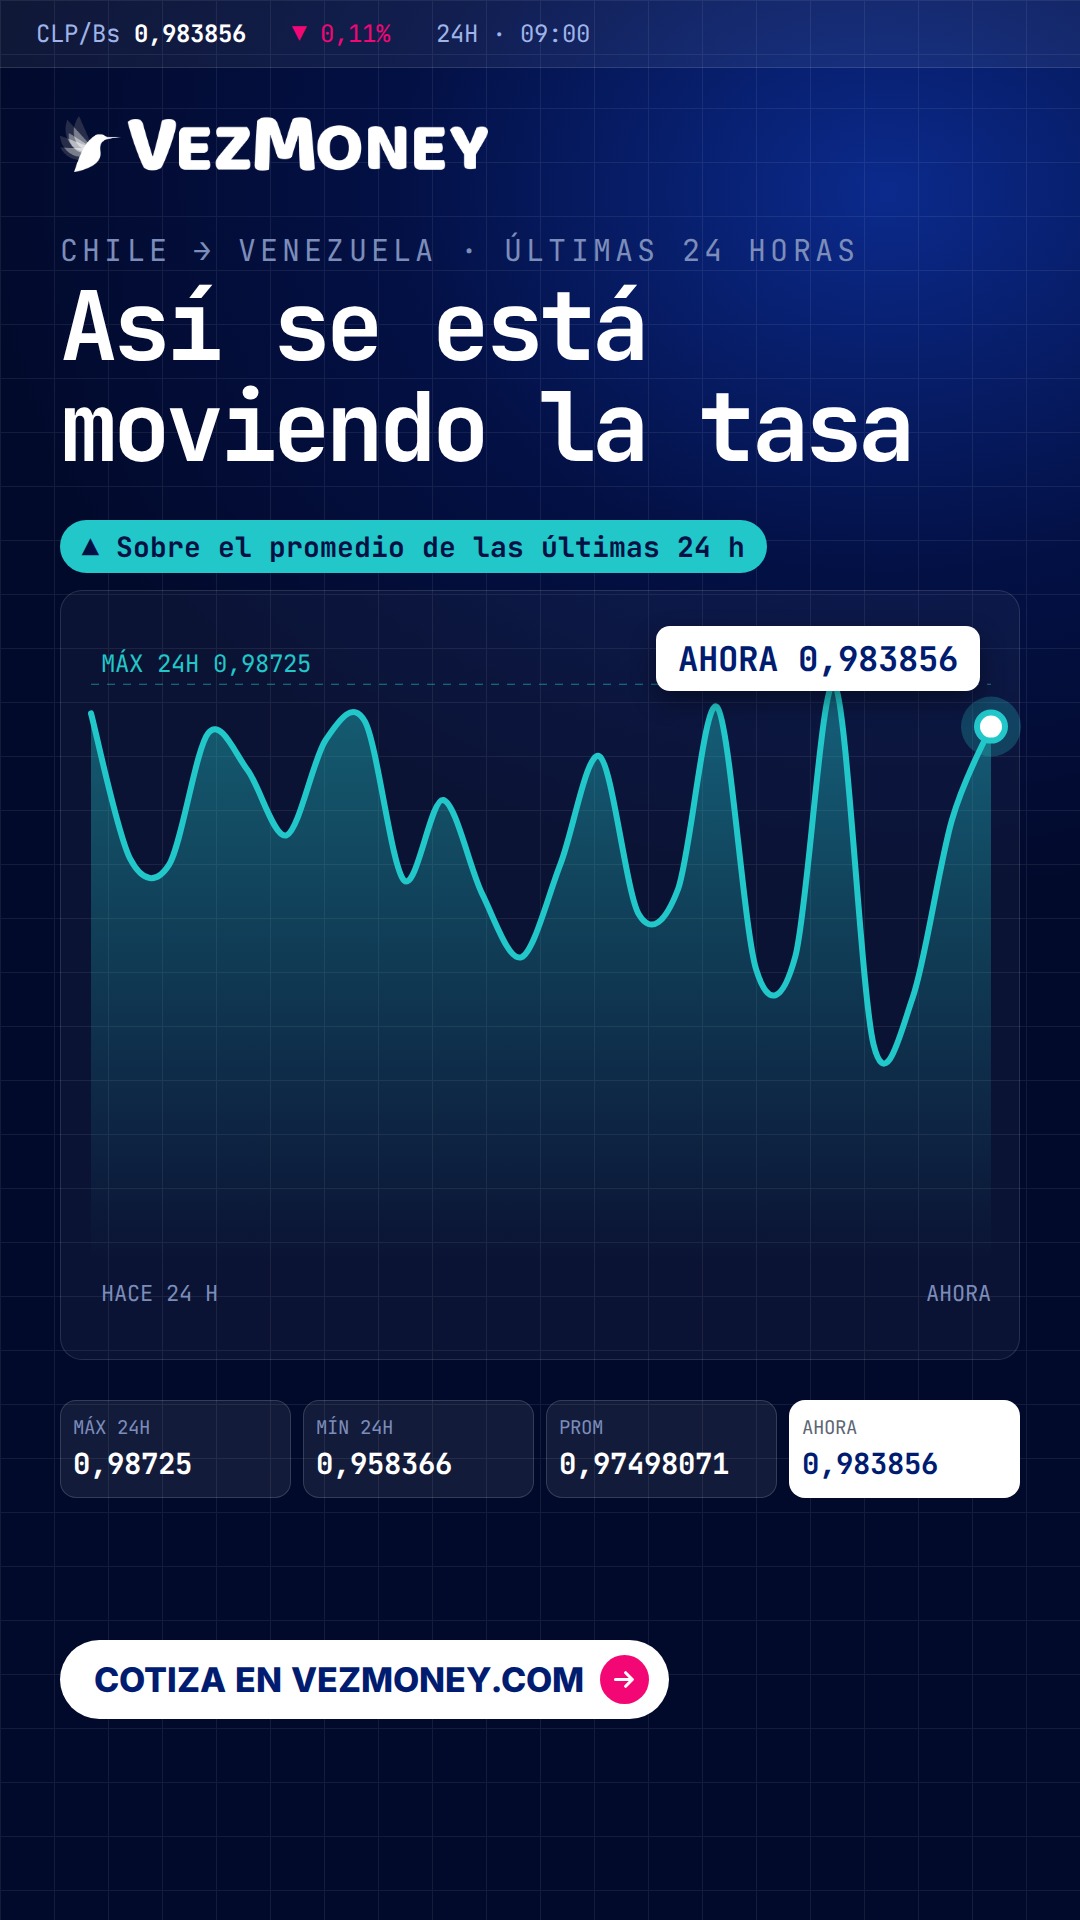 CLP/Bs 0,983856 ▼ 0,11% 24H · 09:00
VEZMONEY
CHILE → VENEZUELA · ÚLTIMAS 24 HORAS
Así se está
moviendo la tasa
▲ Sobre el promedio de las últimas 24 h
MÁX 24H 0,98725
AHORA 0,983856
HACE 24 H
AHORA
MÁX 24H
0,98725
MÍN 24H
0,958366
PROM
0,97498071
AHORA
0,983856
COTIZA EN VEZMONEY.COM →